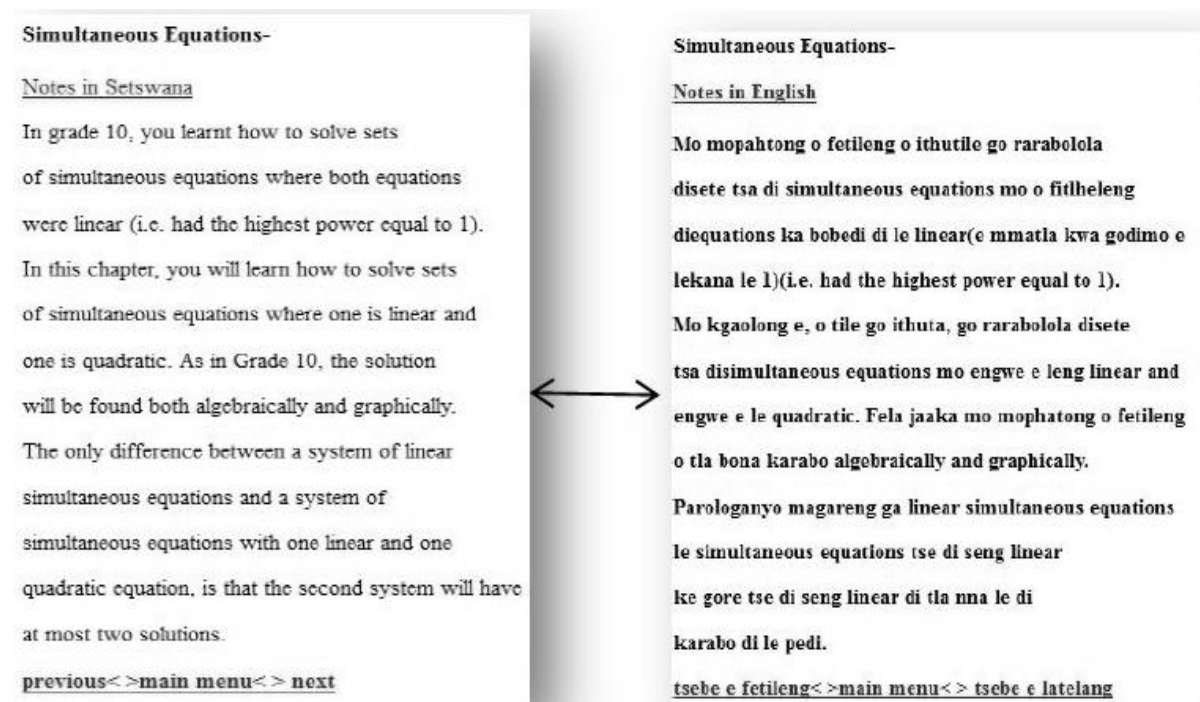 Simultaneous Equations-
Notes in Setswana
In grade 10, you learnt how to solve sets
of simultaneous equations where both equations
were linear (i.e. had the highest power equal to 1).
In this chapter, you will learn how to solve sets
of simultaneous equations where one is linear and
one is quadratic. As in Grade 10, the solution
will be found both algebraically and graphically.
The only difference between a system of linear
simultaneous equations and a system of
simultaneous equations with one linear and one
quadratic equation, is that the second system will have
at most two solutions.
previous< >main menu< > next
Simultaneous Equations-
Notes in English
Mo mopahtong o fetileng o ithutile go rarabolola
disete tsa di simultaneous equations mo o fitlheleng
diequations ka bobedi di le linear(e mmatla kwa godimo e
lekana le 1)(i.e. had the highest power equal to 1).
Mo kgaolong e, o tile go ithuta, go rarabolola disete
tsa disimultaneous equations mo engwe e leng linear and
engwe e le quadratic. Fela jaaka mo mophatong o fetileng
o tla bona karabo algebraically and graphically.
Parologanyo magareng ga linear simultaneous equations
le simultaneous equations tse di seng linear
ke gore tse di seng linear di tla nna le di
karabo di le pedi.
tsebe e fetileng< >main menu< > tsebe e latelang